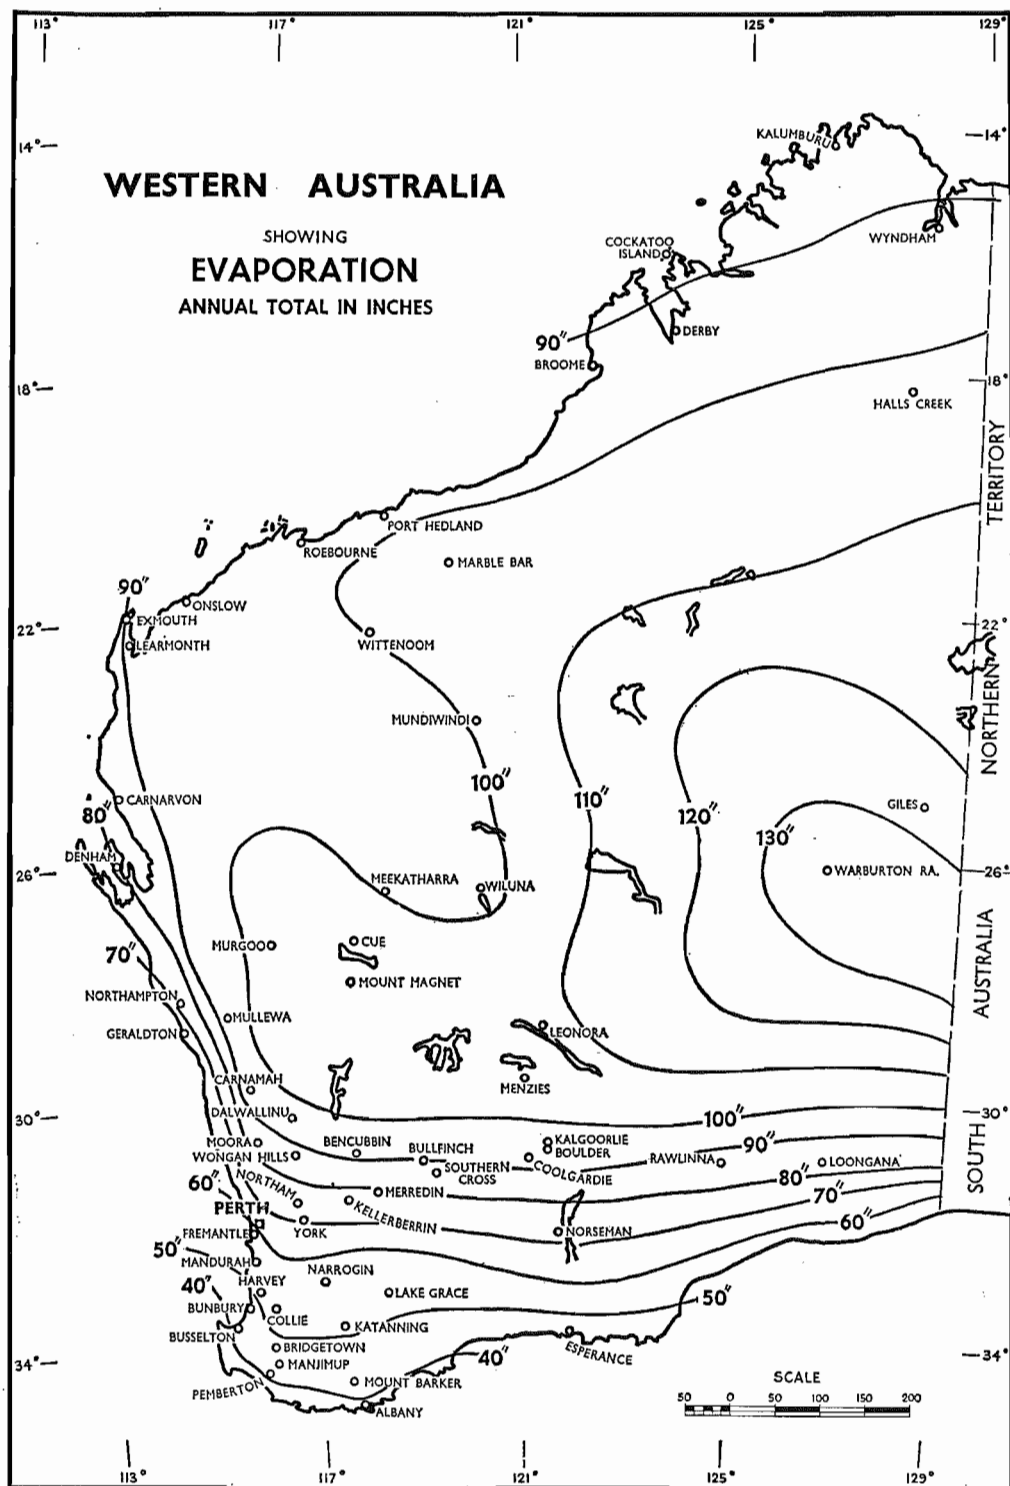 113° 117° 121° 125° 129°
14° 14°
KALUMBURU
WESTERN AUSTRALIA
SHOWING
EVAPORATION
ANNUAL TOTAL IN INCHES
WYNDHAM
COCKATOO
ISLAND
DERBY
90"
BROOME
18° 18°
HALLS CREEK
TERRITORY
PORT HEDLAND
ROEBOURNE
MARBLE BAR
90"
ONSLOW
EXMOUTH
22° 22°
LEARMONTH
WITTENOOM
NORTHERN
MUNDIWINDI
100"
110"
120"
CARNARVON
GILES
80"
130"
DENHAM
WARBURTON RA.
26° 26°
MEEKATHARRA
WILUNA
MURGOO
CUE
70"
MOUNT MAGNET
AUSTRALIA
NORTHAMPTON
MULLEWA
GERALDTON
LEONORA
CARNAMAH
MENZIES
DALWALLINU
30° 100" 30°
MOORA
BENCUBBIN
BULLFINCH
KALGOORLIE
BOULDER
90"
WONGAN HILLS
SOUTHERN
CROSS
COOLGARDIE
RAWLINNA
LOONGANA
SOUTH
60"
NORTHAM
MERREDIN
80"
KELLERBERRIN
70"
PERTH
YORK
60"
FREMANTLE
NORSEMAN
50"
MANDURAH
NARROGIN
40"
HARVEY
LAKE GRACE
50"
BUNBURY
COLLIE
KATANNING
BUSSELTON
BRIDGETOWN
ESPERANCE
40"
MANJIMUP
34° 34°
PEMBERTON
MOUNT BARKER
ALBANY
SCALE
50 0 50 100 150 200
113° 117° 121° 125° 129°